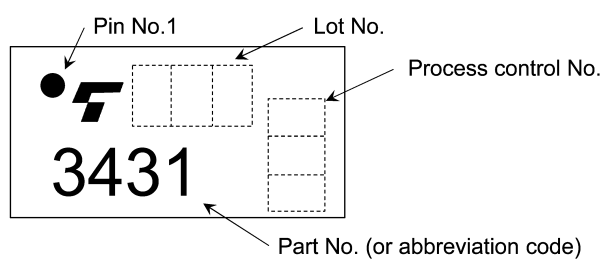 Pin No.1
Lot No.
Process control No.
3431
Part No. (or abbreviation code)